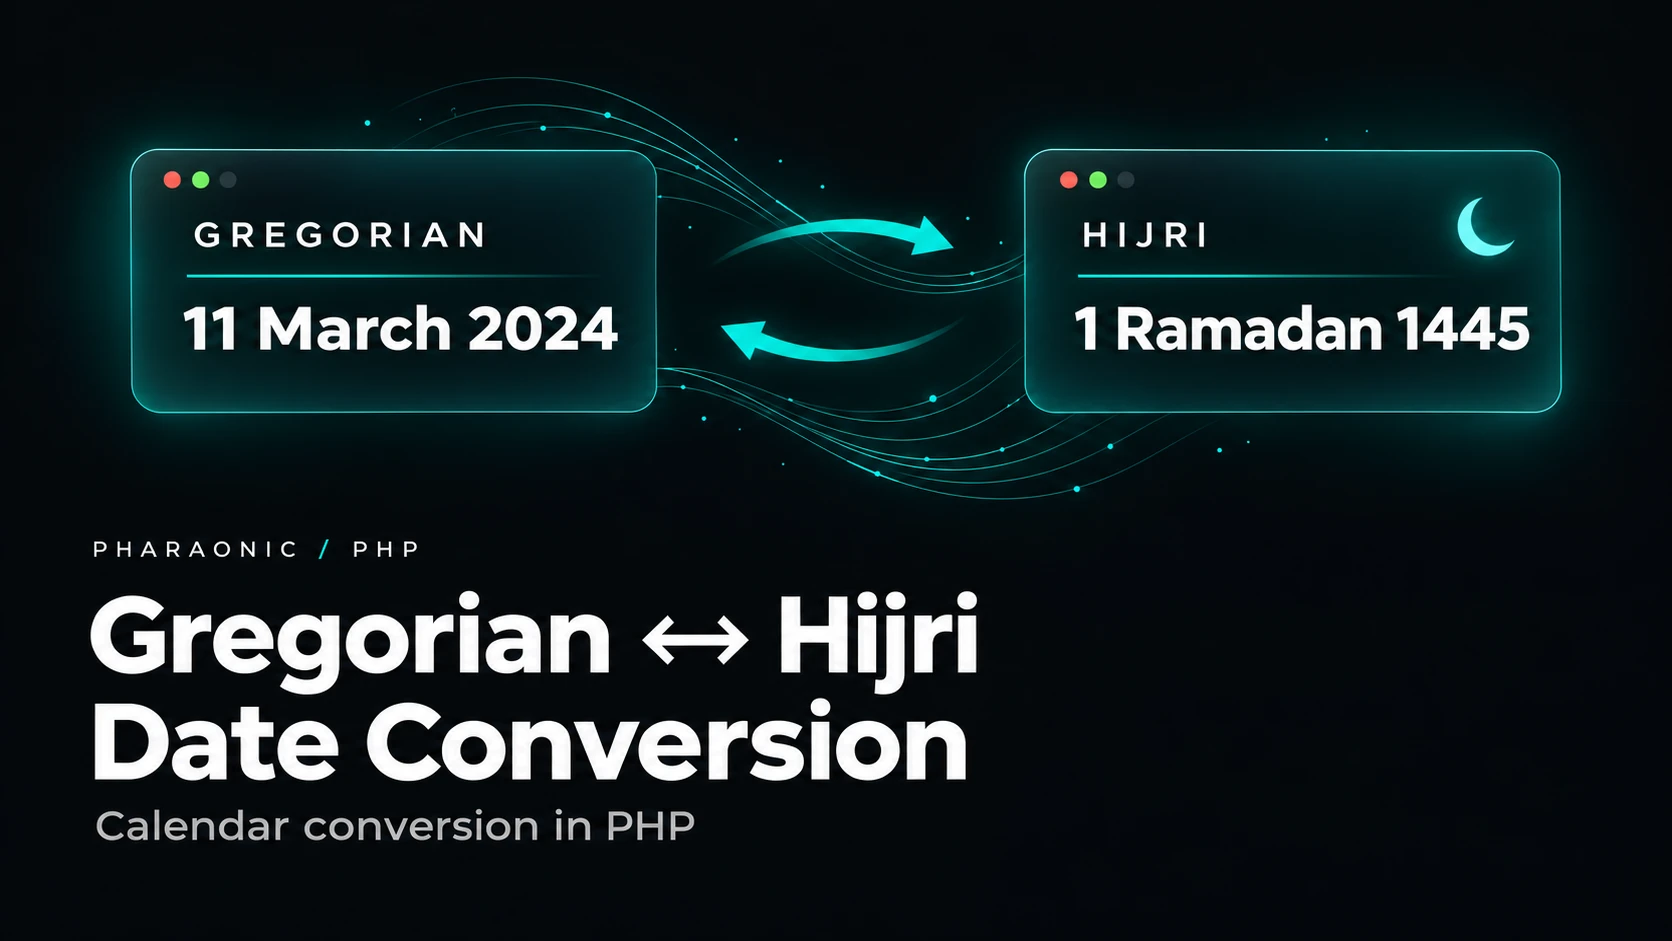 GREGORIAN
11 March 2024
HIJRI
1 Ramadan 1445
PHARAONIC / PHP
Gregorian ↔ Hijri
Date Conversion
Calendar conversion in PHP